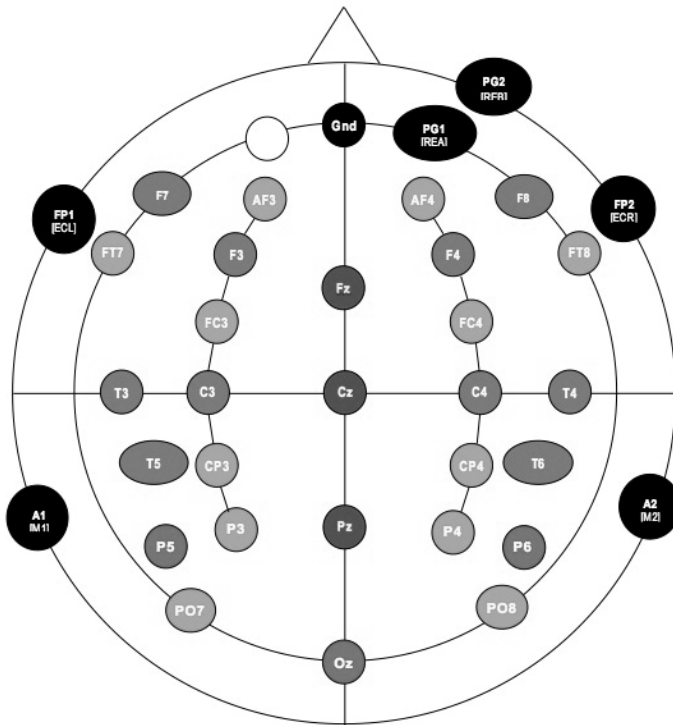 PG2
[REB]
Gnd
PG1
[REA]
F7
AF3
AF4
F8
FP1
[ECL]
FP2
[ECR]
FT7
F3
F4
FT8
Fz
FC3
FC4
T3
C3
Cz
C4
T4
T5
CP3
CP4
T6
A1
[M1]
A2
[M2]
P3
Pz
P4
P5
P6
PO7
PO8
Oz